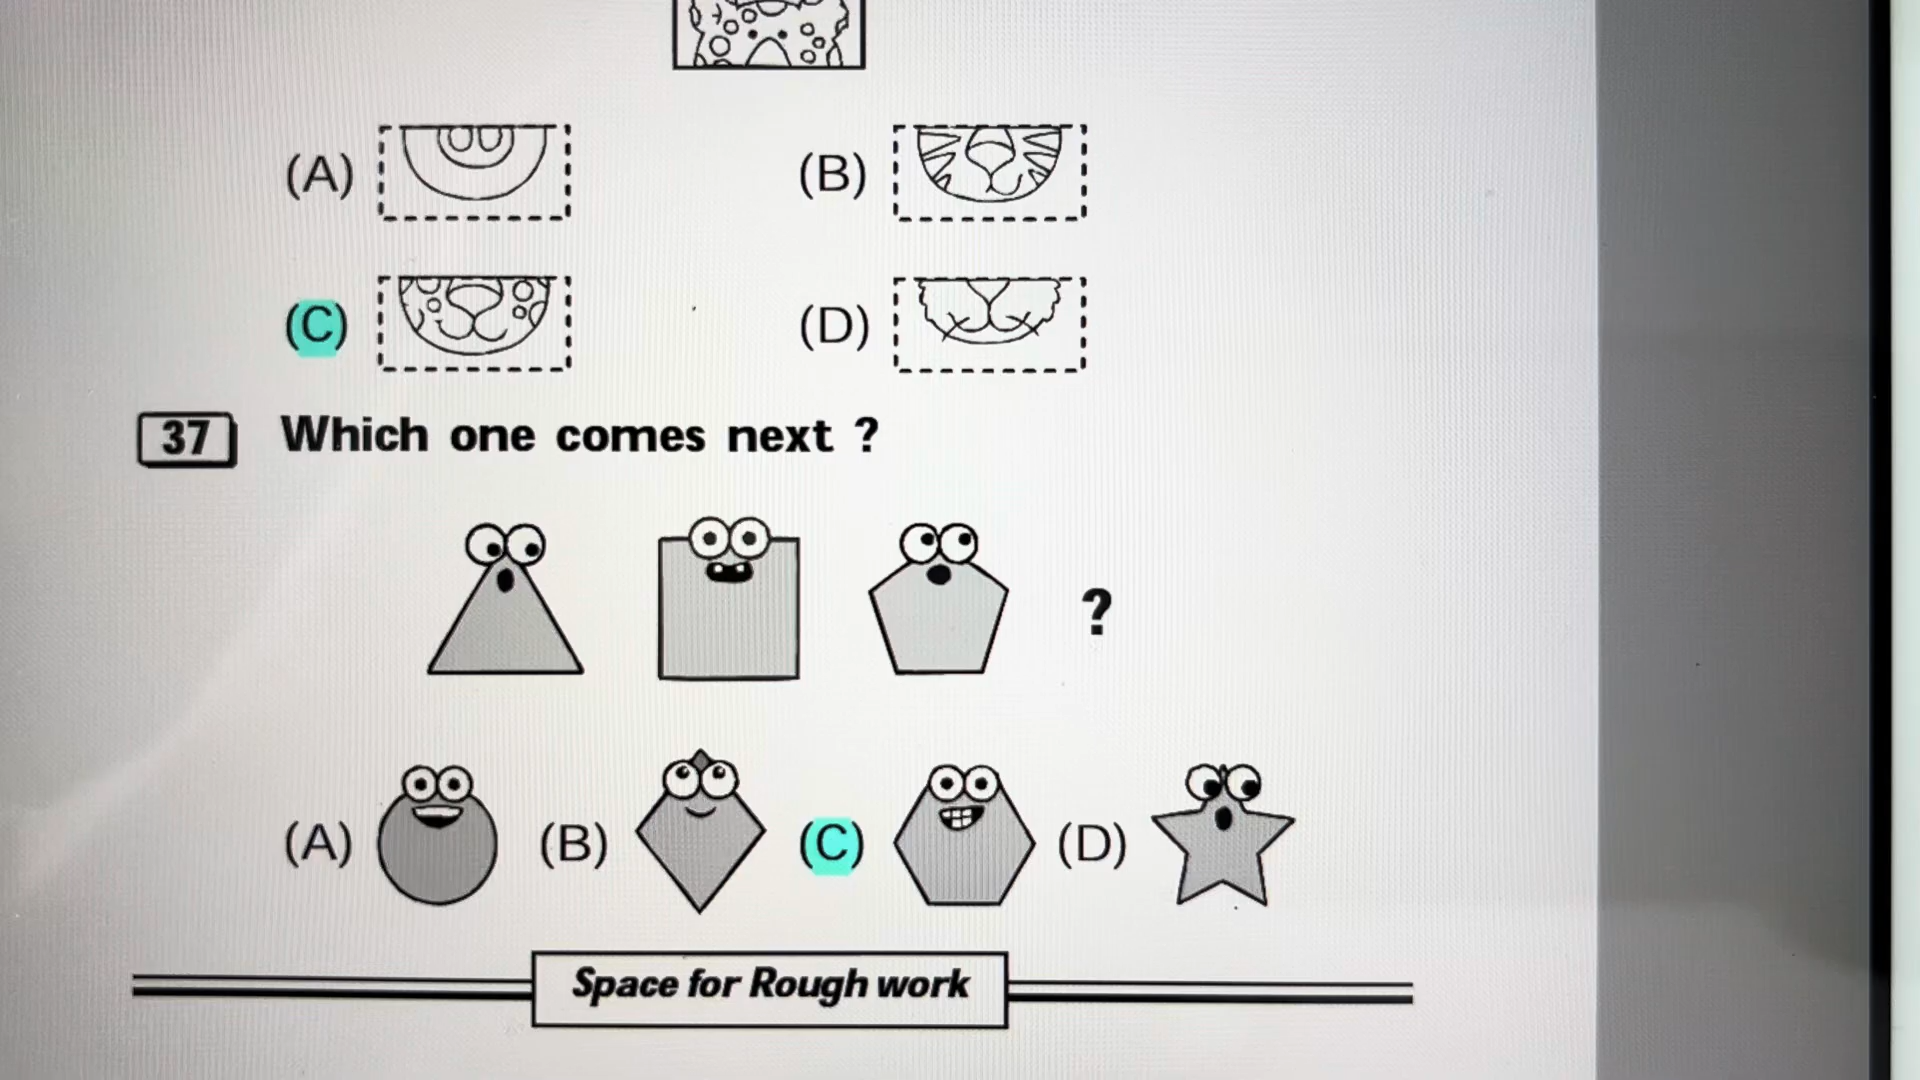 (A) (B)
(C) (D)
37 Which one comes next ?
?
(A) (B) (C) (D)
Space for Rough work